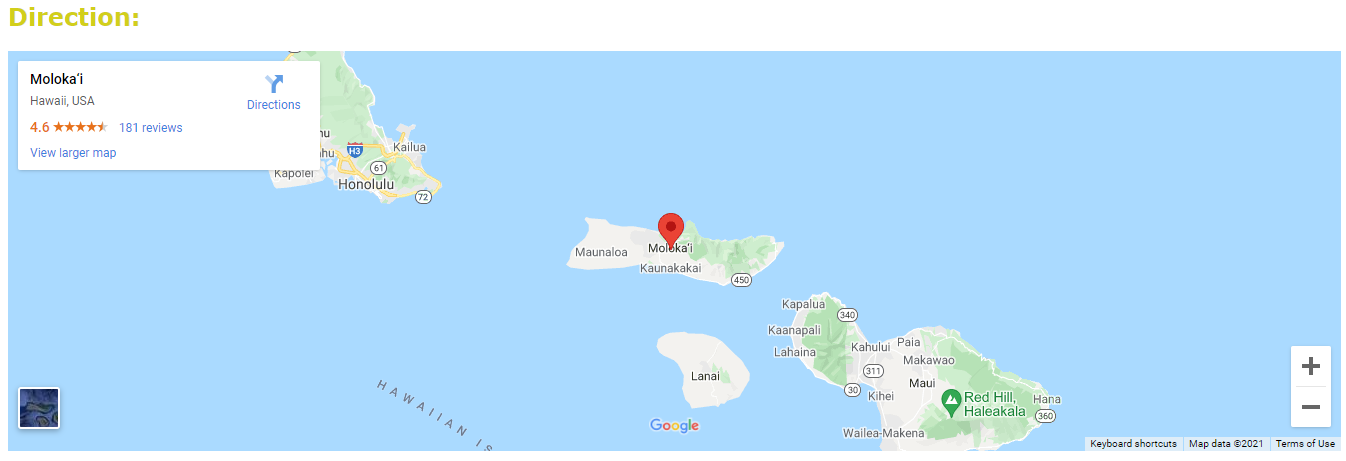 Direction:
Molokaʻi
Hawaii, USA
Directions
4.6
181 reviews
View larger map
hu
hu
H3
Kailua
61
Kapolei
Honolulu
72
Molokaʻi
Maunaloa
Kaunakakai
450
Kapalua
340
Kaanapali
Lahaina
Kahului
Paia
Makawao
311
Lanai
Maui
30
Kihei
Red Hill,
Haleakala
Hana
360
Wailea-Makena
HAWAIIAN IS
Google
Keyboard shortcuts
Map data ©2021
Terms of Use